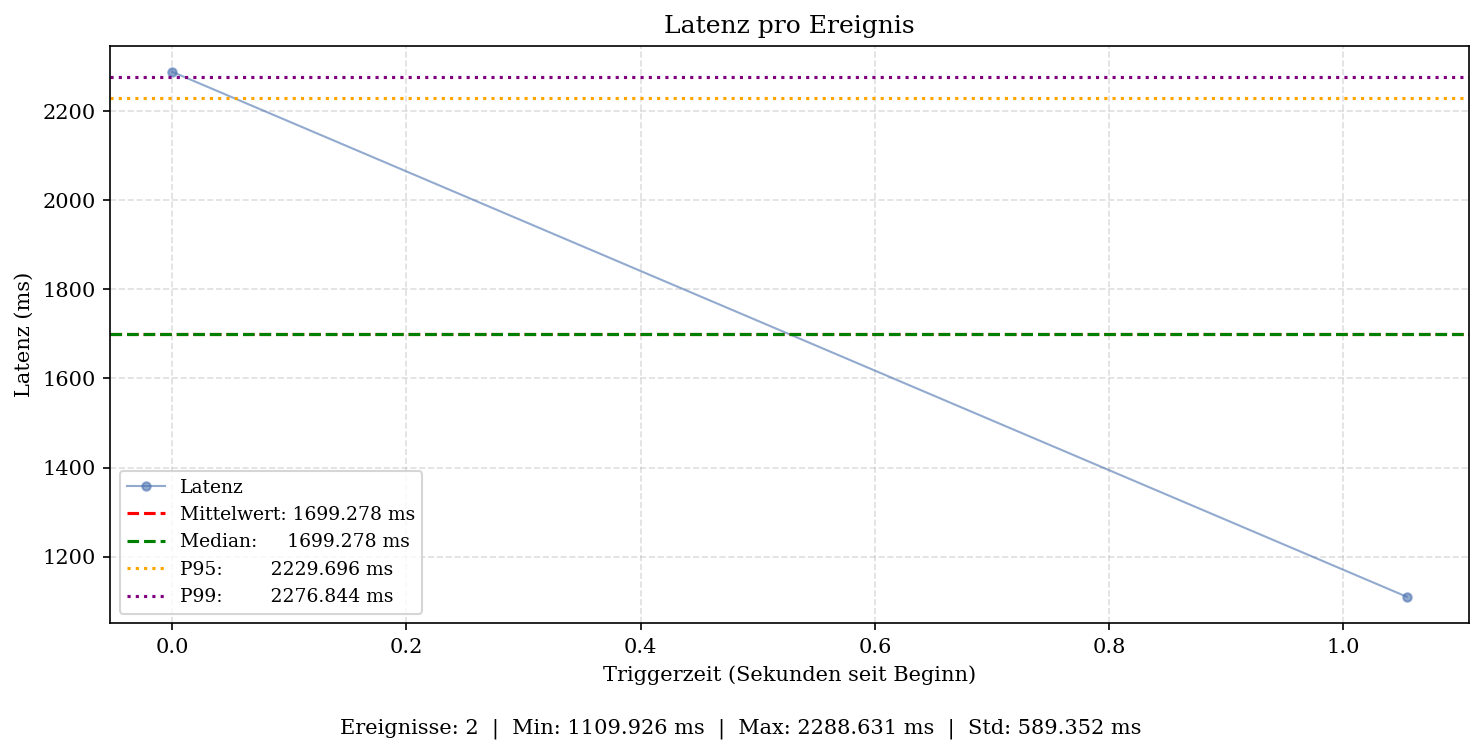 Latenz pro Ereignis
Latenz (ms)
2200
2000
1800
1600
1400
1200
Latenz
Mittelwert: 1699.278 ms
Median: 1699.278 ms
P95: 2229.696 ms
P99: 2276.844 ms
0.0 0.2 0.4 0.6 0.8 1.0
Triggerzeit (Sekunden seit Beginn)
Ereignisse: 2 | Min: 1109.926 ms | Max: 2288.631 ms | Std: 589.352 ms